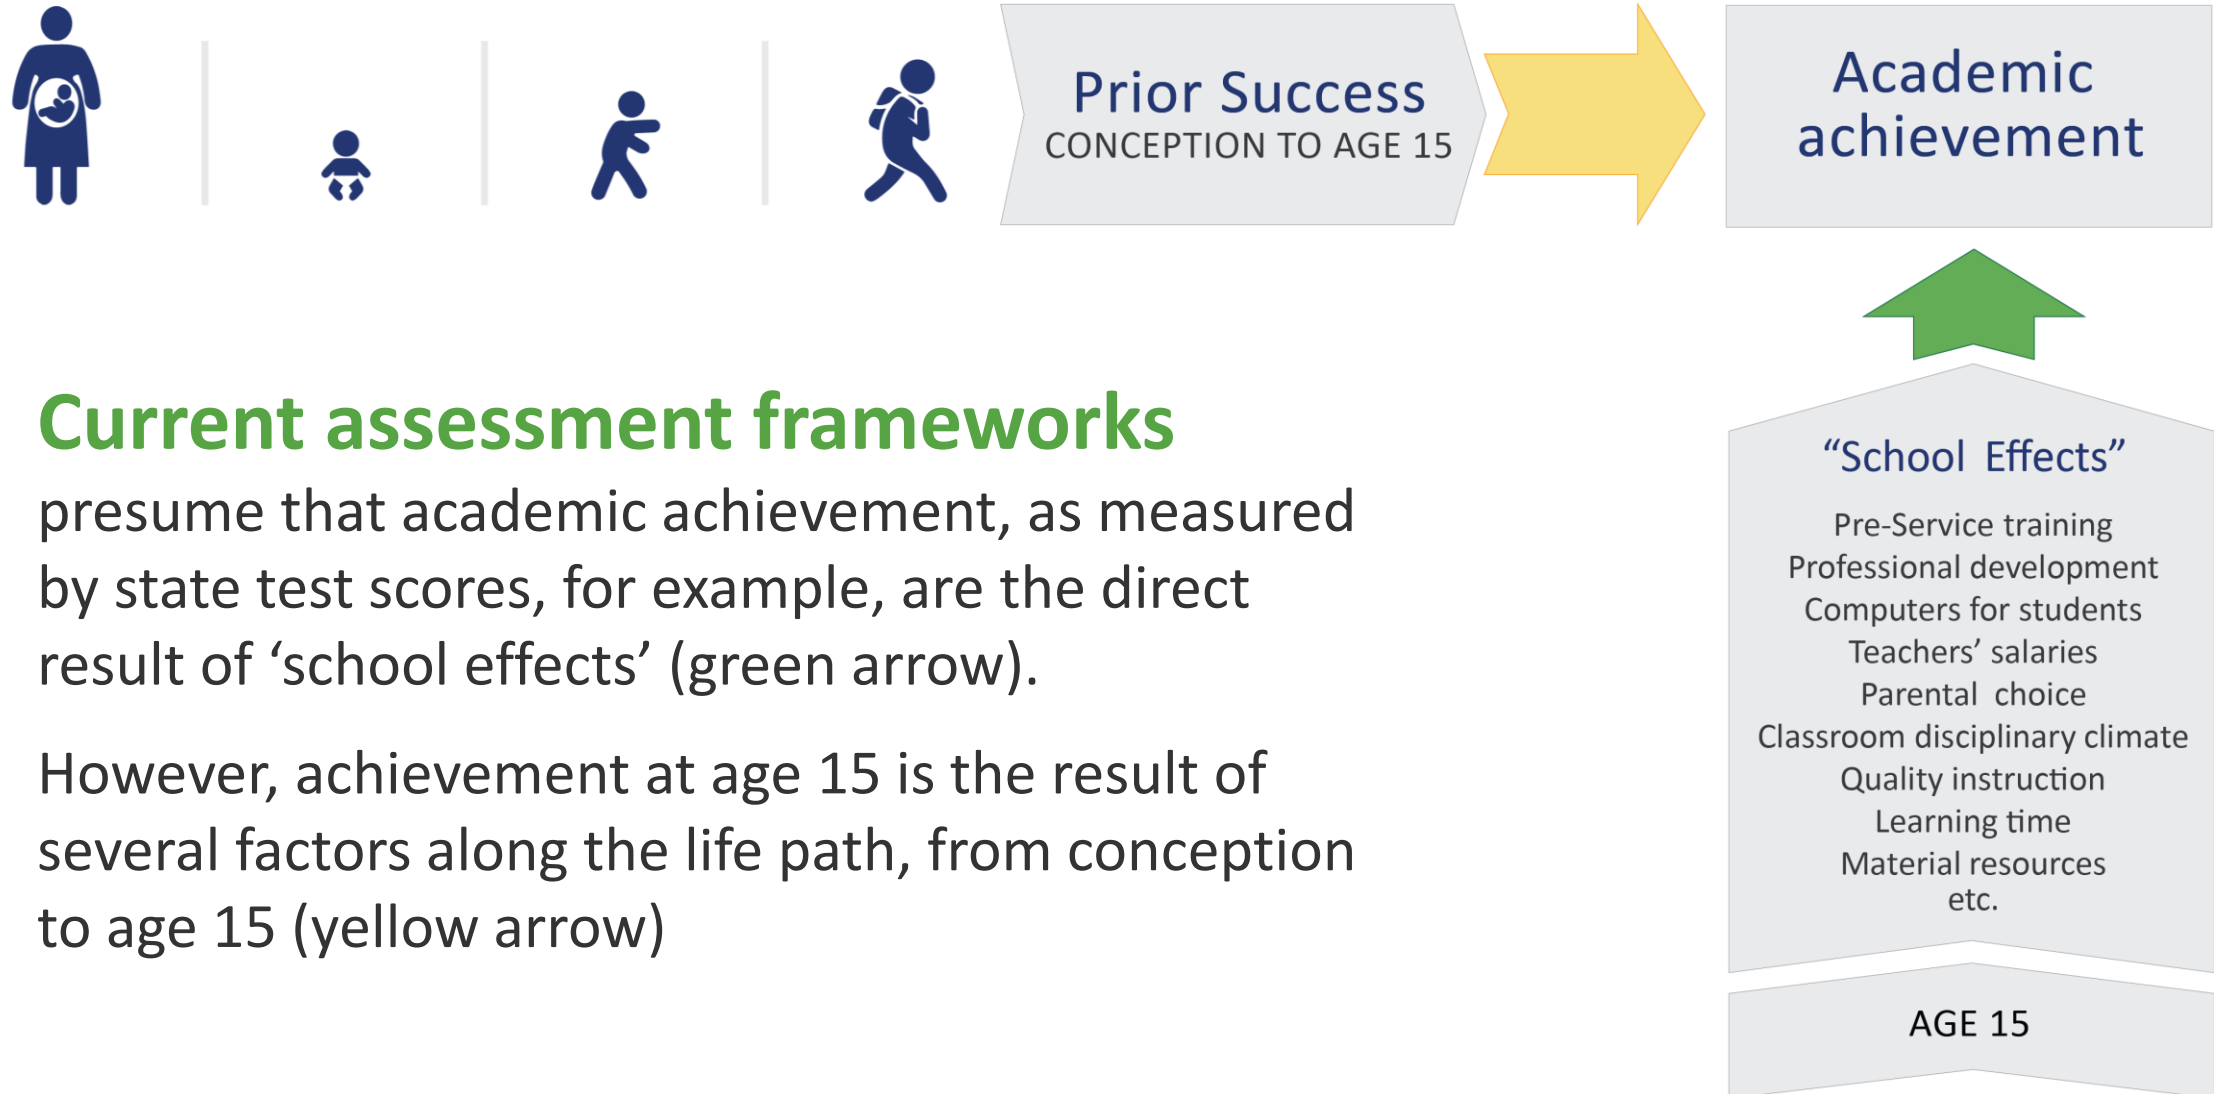 Prior Success
CONCEPTION TO AGE 15
Academic
achievement
Current assessment frameworks
presume that academic achievement, as measured
by state test scores, for example, are the direct
result of ‘school effects’ (green arrow).
However, achievement at age 15 is the result of
several factors along the life path, from conception
to age 15 (yellow arrow)
“School Effects”
Pre-Service training
Professional development
Computers for students
Teachers’ salaries
Parental choice
Classroom disciplinary climate
Quality instruction
Learning time
Material resources
etc.
AGE 15